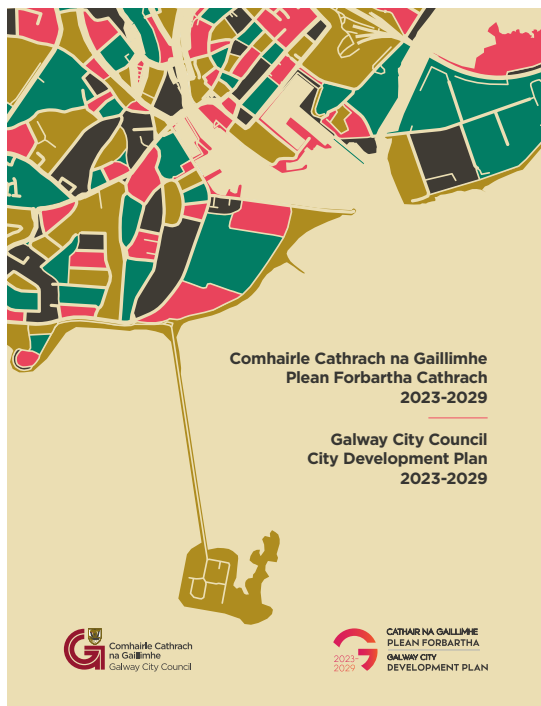 Comhairle Cathrach na Gaillimhe
Plean Forbartha Cathrach
2023-2029
Galway City Council
City Development Plan
2023-2029
Comhairle Cathrach
na Gaillimhe
Galway City Council
2023-
2029
CATHAIR NA GAILLIMHE
PLEAN FORBARTHA
GALWAY CITY
DEVELOPMENT PLAN